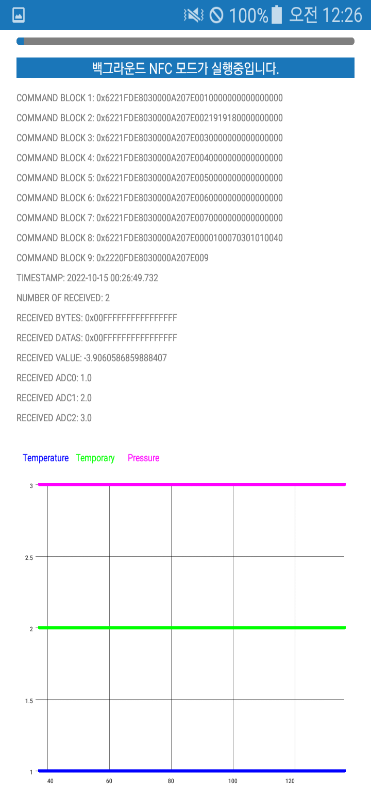 100% 오전 12:26
백그라운드 NFC 모드가 실행중입니다.
COMMAND BLOCK 1: 0x6221FDE8030000A207E0010000000000000000
COMMAND BLOCK 2: 0x6221FDE8030000A207E0021919180000000000
COMMAND BLOCK 3: 0x6221FDE8030000A207E0030000000000000000
COMMAND BLOCK 4: 0x6221FDE8030000A207E0040000000000000000
COMMAND BLOCK 5: 0x6221FDE8030000A207E0050000000000000000
COMMAND BLOCK 6: 0x6221FDE8030000A207E0060000000000000000
COMMAND BLOCK 7: 0x6221FDE8030000A207E0070000000000000000
COMMAND BLOCK 8: 0x6221FDE8030000A207E0000100070301010040
COMMAND BLOCK 9: 0x2220FDE8030000A207E009
TIMESTAMP: 2022-10-15 00:26:49.732
NUMBER OF RECEIVED: 2
RECEIVED BYTES: 0x00FFFFFFFFFFFFFFFF
RECEIVED DATAS: 0x00FFFFFFFFFFFFFFFF
RECEIVED VALUE: -3.9060586859888407
RECEIVED ADC0: 1.0
RECEIVED ADC1: 2.0
RECEIVED ADC2: 3.0
Temperature Temporary Pressure
3
2.5
2
1.5
1
40 60 80 100 120